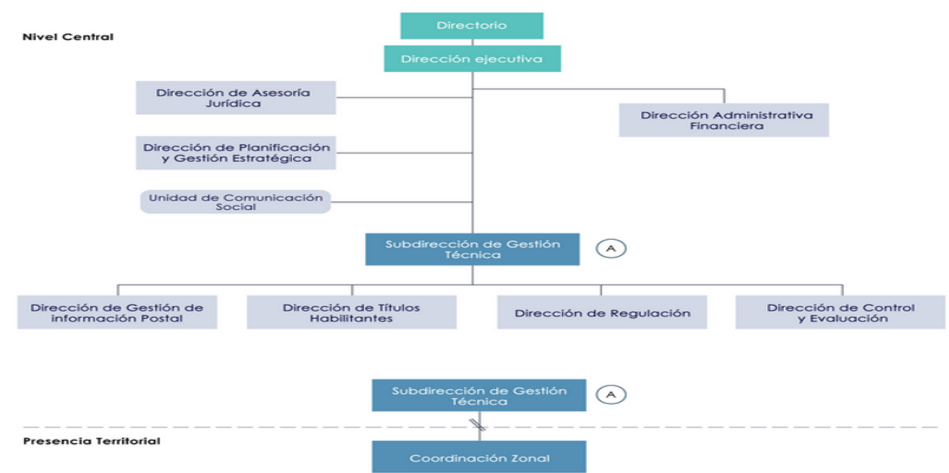 Directorio
Nivel Central
Dirección ejecutiva
Dirección de Asesoría
Jurídica
Dirección Administrativa
Financiera
Dirección de Planificación
y Gestión Estratégica
Unidad de Comunicación
Social
Subdirección de Gestión
Técnica
A
Dirección de Gestión de
información Postal
Dirección de Títulos
Habilitantes
Dirección de Regulación
Dirección de Control
y Evaluación
Subdirección de Gestión
Técnica
A
Presencia Territorial
Coordinación Zonal